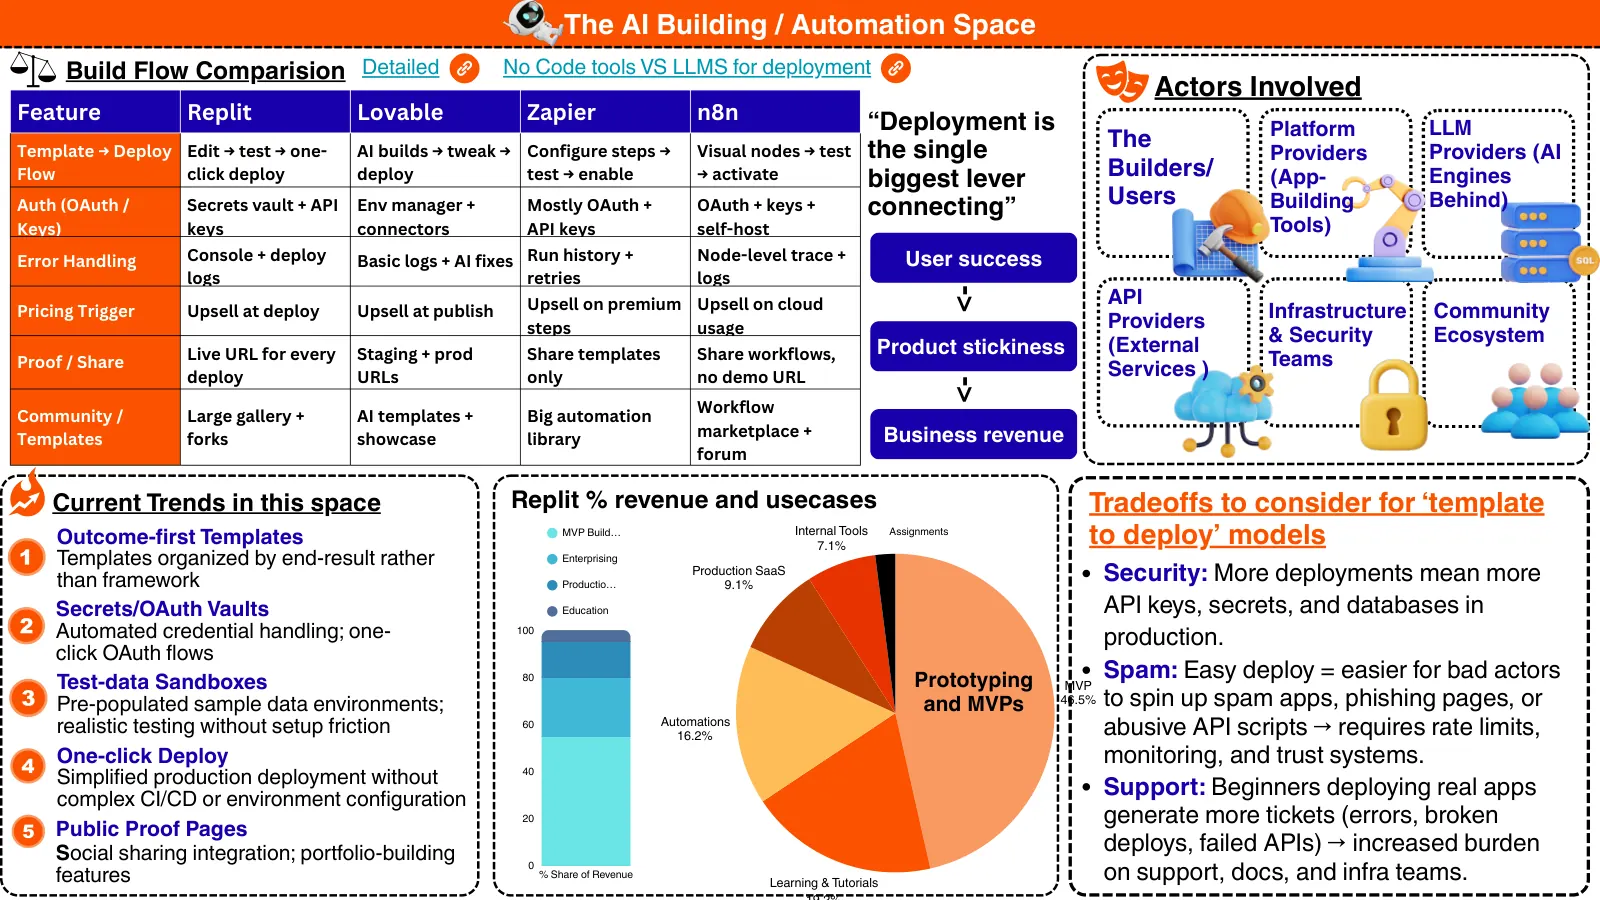 The AI Building / Automation Space
Build Flow Comparision
Detailed
No Code tools VS LLMS for deployment
Feature
Replit
Lovable
Zapier
n8n
Template → Deploy
Flow
Edit → test → one-
click deploy
AI builds → tweak →
deploy
Configure steps →
test → enable
Visual nodes → test
→ activate
Auth (OAuth /
Keys)
Secrets vault + API
keys
Env manager +
connectors
Mostly OAuth +
API keys
OAuth + keys +
self-host
Error Handling
Console + deploy
logs
Basic logs + AI fixes
Run history +
retries
Node-level trace +
logs
Pricing Trigger
Upsell at deploy
Upsell at publish
Upsell on premium
steps
Upsell on cloud
usage
Proof / Share
Live URL for every
deploy
Staging + prod
URLs
Share templates
only
Share workflows,
no demo URL
Community /
Templates
Large gallery +
forks
AI templates +
showcase
Big automation
library
Workflow
marketplace +
forum
“Deployment is
the single
biggest lever
connecting”
User success
Product stickiness
Business revenue
Actors Involved
The
Builders/
Users
Platform
Providers
(App-
Building
Tools)
LLM
Providers (AI
Engines
Behind)
SQL
API
Providers
(External
Services )
Infrastructure
& Security
Teams
Community
Ecosystem
Current Trends in this space
1
Outcome-first Templates
Templates organized by end-result rather
than framework
2
Secrets/OAuth Vaults
Automated credential handling; one-
click OAuth flows
3
Test-data Sandboxes
Pre-populated sample data environments;
realistic testing without setup friction
4
One-click Deploy
Simplified production deployment without
complex CI/CD or environment configuration
5
Public Proof Pages
Social sharing integration; portfolio-building
features
Replit % revenue and usecases
MVP Build…
Enterprising
Productio…
Education
100
80
60
40
20
0
% Share of Revenue
Internal Tools
7.1%
Assignments
Production SaaS
9.1%
Automations
16.2%
Learning & Tutorials
19.2%
Prototyping
and MVPs
MVP
46.5%
Tradeoffs to consider for ‘template
to deploy’ models
• Security: More deployments mean more
API keys, secrets, and databases in
production.
• Spam: Easy deploy = easier for bad actors
to spin up spam apps, phishing pages, or
abusive API scripts → requires rate limits,
monitoring, and trust systems.
• Support: Beginners deploying real apps
generate more tickets (errors, broken
deploys, failed APIs) → increased burden
on support, docs, and infra teams.